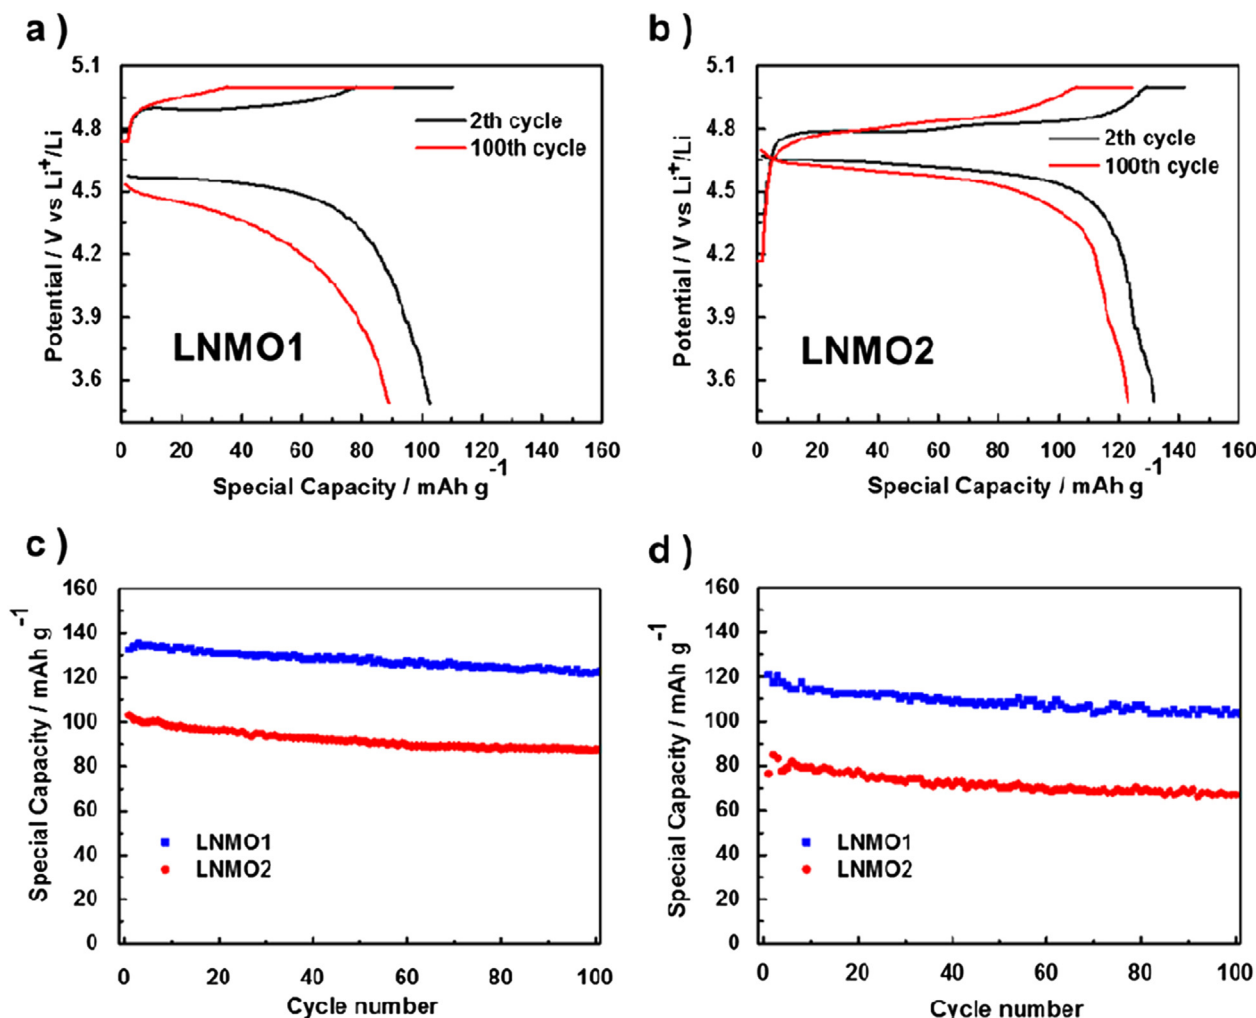 a )
5.1
4.8
4.5
4.2
3.9
3.6
Potential / V vs Li+/Li
2th cycle
100th cycle
LNMO1
0 20 40 60 80 100 120 140 160
Special Capacity / mAh g-1
b )
5.1
4.8
4.5
4.2
3.9
3.6
Potential / V vs Li+/Li
2th cycle
100th cycle
LNMO2
0 20 40 60 80 100 120 140 160
Special Capacity / mAh g-1
c )
160
140
120
100
80
60
40
20
0
Special Capacity / mAh g-1
LNMO1
LNMO2
0 20 40 60 80 100
Cycle number
d )
160
140
120
100
80
60
40
20
0
Special Capacity / mAh g-1
LNMO1
LNMO2
0 20 40 60 80 100
Cycle number